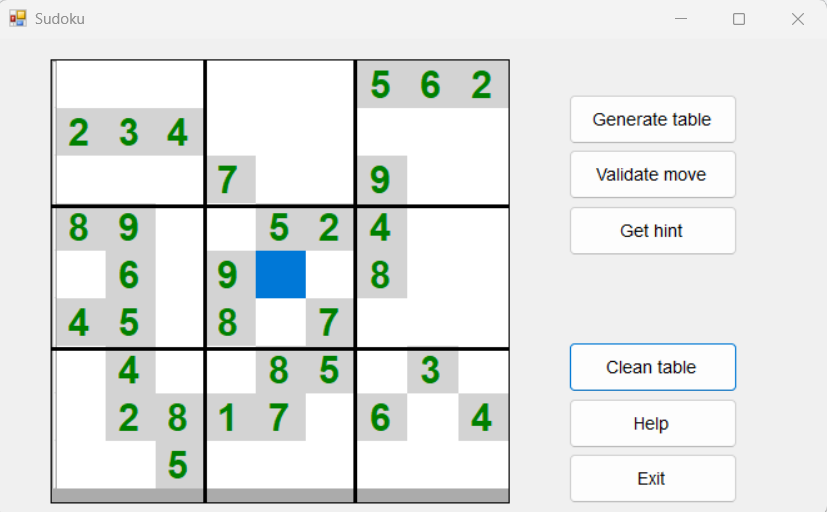 Sudoku
5 6 2
2 3 4
7 9
8 9 5 2 4
6 9 8
4 5 8 7
4 8 5 3
2 8 1 7 6 4
5
Generate table
Validate move
Get hint
Clean table
Help
Exit